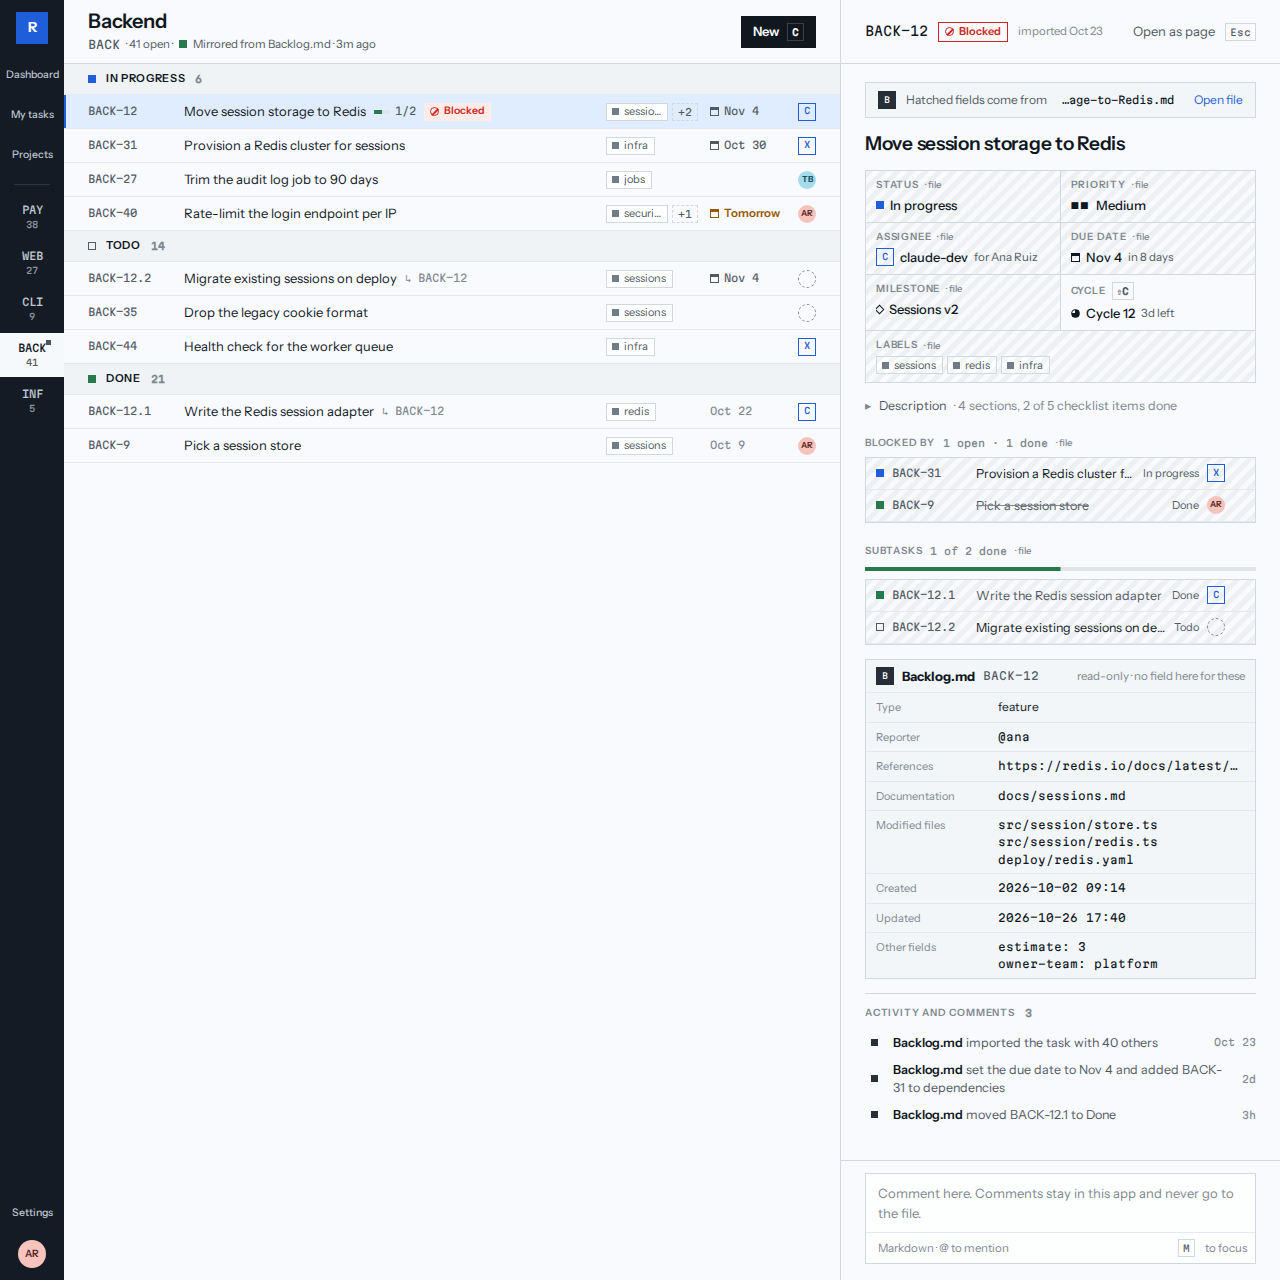 R
Dashboard
My tasks
Projects
PAY
38
WEB
27
CLI
9
BACK
41
INF
5
Settings
AR
Backend
BACK · 41 open · Mirrored from Backlog.md · 3m ago
New C
IN PROGRESS 6
BACK-12 Move session storage to Redis 1/2 Blocked sessio… +2 Nov 4 C
BACK-31 Provision a Redis cluster for sessions infra Oct 30 X
BACK-27 Trim the audit log job to 90 days jobs TB
BACK-40 Rate-limit the login endpoint per IP securi… +1 Tomorrow AR
TODO 14
BACK-12.2 Migrate existing sessions on deploy ↳ BACK-12 sessions Nov 4
BACK-35 Drop the legacy cookie format sessions
BACK-44 Health check for the worker queue infra X
DONE 21
BACK-12.1 Write the Redis session adapter ↳ BACK-12 redis Oct 22 C
BACK-9 Pick a session store sessions Oct 9 AR
BACK-12 Blocked imported Oct 23 Open as page Esc
B Hatched fields come from …age-to-Redis.md Open file
Move session storage to Redis
STATUS · file PRIORITY · file
In progress Medium
ASSIGNEE · file DUE DATE · file
C claude-dev for Ana Ruiz Nov 4 in 8 days
MILESTONE · file CYCLE ⇧C
Sessions v2 Cycle 12 3d left
LABELS · file
sessions redis infra
▸ Description · 4 sections, 2 of 5 checklist items done
BLOCKED BY 1 open · 1 done · file
BACK-31 Provision a Redis cluster f… In progress X
BACK-9 Pick a session store Done AR
SUBTASKS 1 of 2 done · file
BACK-12.1 Write the Redis session adapter Done C
BACK-12.2 Migrate existing sessions on de… Todo
B Backlog.md BACK-12 read-only · no field here for these
Type feature
Reporter @ana
References https://redis.io/docs/latest/…
Documentation docs/sessions.md
Modified files src/session/store.ts
src/session/redis.ts
deploy/redis.yaml
Created 2026-10-02 09:14
Updated 2026-10-26 17:40
Other fields estimate: 3
owner-team: platform
ACTIVITY AND COMMENTS 3
Backlog.md imported the task with 40 others Oct 23
Backlog.md set the due date to Nov 4 and added BACK-
31 to dependencies 2d
Backlog.md moved BACK-12.1 to Done 3h
Comment here. Comments stay in this app and never go to
the file.
Markdown · @ to mention M to focus